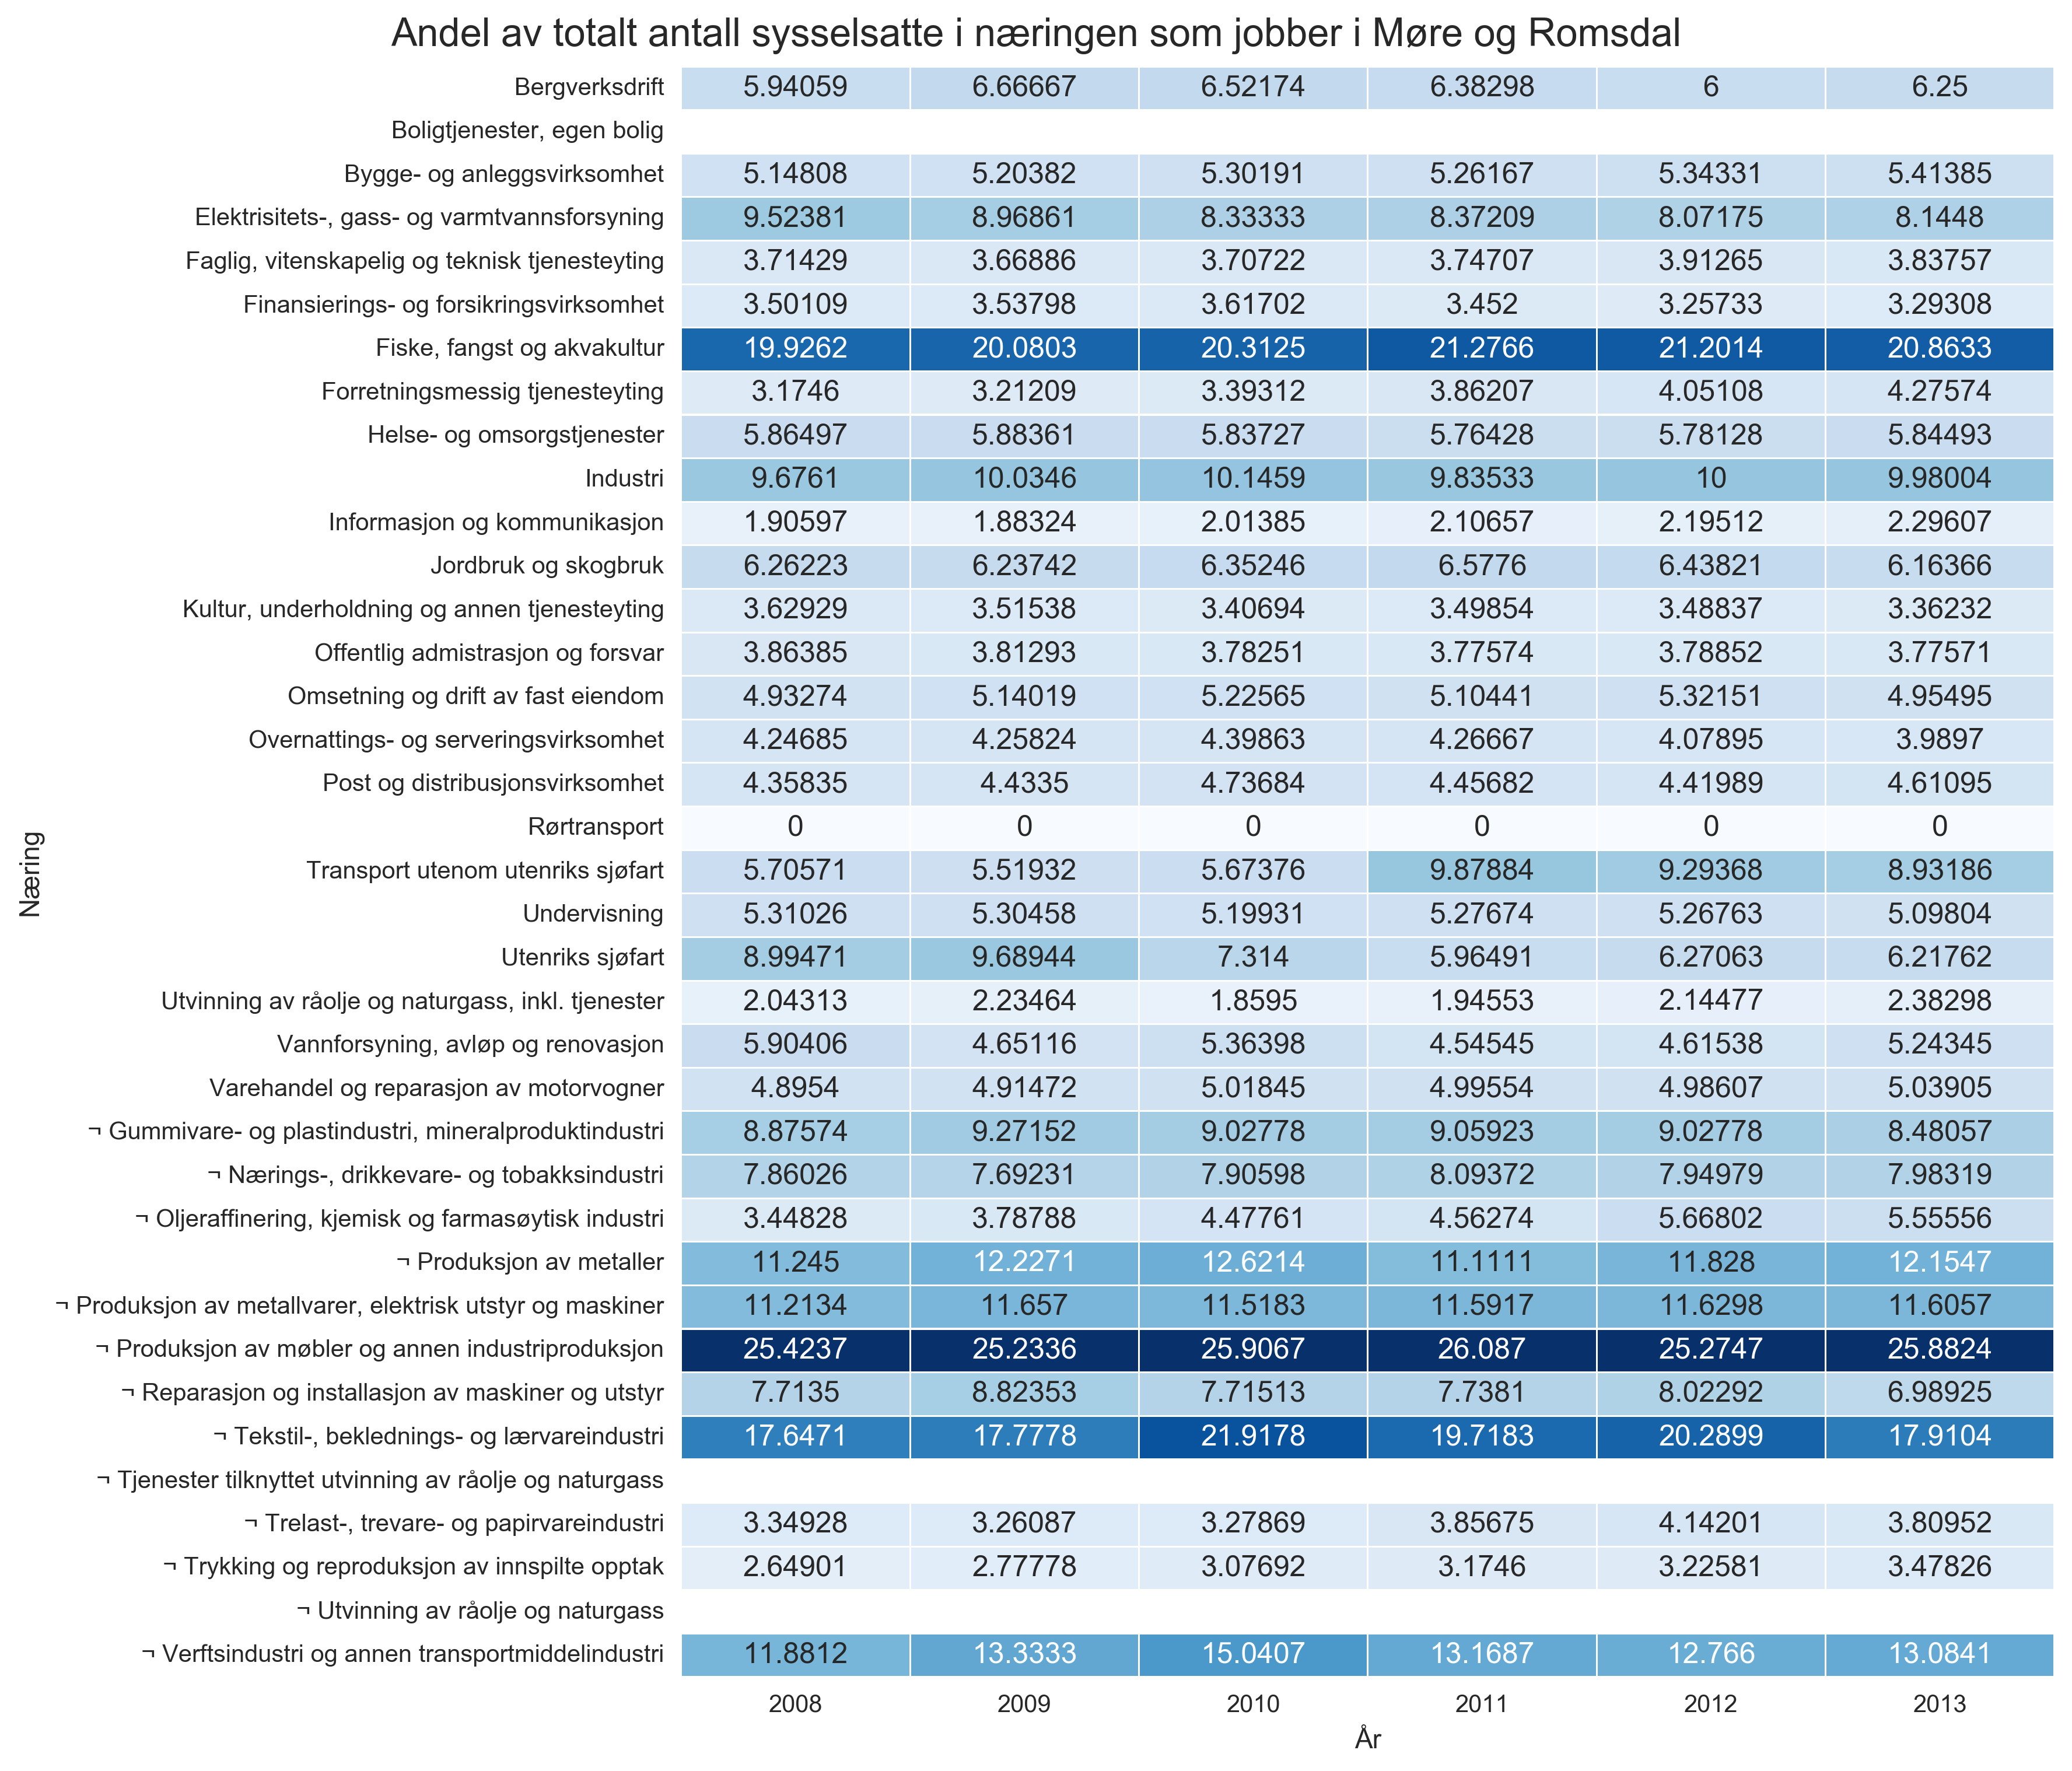 Andel av totalt antall sysselsatte i næringen som jobber i Møre og Romsdal
Bergverksdrift 5.94059 6.66667 6.52174 6.38298 6 6.25
Boligtjenester, egen bolig
Bygge- og anleggsvirksomhet 5.14808 5.20382 5.30191 5.26167 5.34331 5.41385
Elektrisitets-, gass- og varmtvannsforsyning 9.52381 8.96861 8.33333 8.37209 8.07175 8.1448
Faglig, vitenskapelig og teknisk tjenesteyting 3.71429 3.66886 3.70722 3.74707 3.91265 3.83757
Finansierings- og forsikringsvirksomhet 3.50109 3.53798 3.61702 3.452 3.25733 3.29308
Fiske, fangst og akvakultur 19.9262 20.0803 20.3125 21.2766 21.2014 20.8633
Forretningsmessig tjenesteyting 3.1746 3.21209 3.39312 3.86207 4.05108 4.27574
Helse- og omsorgstjenester 5.86497 5.88361 5.83727 5.76428 5.78128 5.84493
Industri 9.6761 10.0346 10.1459 9.83533 10 9.98004
Informasjon og kommunikasjon 1.90597 1.88324 2.01385 2.10657 2.19512 2.29607
Jordbruk og skogbruk 6.26223 6.23742 6.35246 6.5776 6.43821 6.16366
Kultur, underholdning og annen tjenesteyting 3.62929 3.51538 3.40694 3.49854 3.48837 3.36232
Offentlig admistrasjon og forsvar 3.86385 3.81293 3.78251 3.77574 3.78852 3.77571
Omsetning og drift av fast eiendom 4.93274 5.14019 5.22565 5.10441 5.32151 4.95495
Overnattings- og serveringsvirksomhet 4.24685 4.25824 4.39863 4.26667 4.07895 3.9897
Post og distribusjonsvirksomhet 4.35835 4.4335 4.73684 4.45682 4.41989 4.61095
Rørtransport 0 0 0 0 0 0
Transport utenom utenriks sjøfart 5.70571 5.51932 5.67376 9.87884 9.29368 8.93186
Undervisning 5.31026 5.30458 5.19931 5.27674 5.26763 5.09804
Utenriks sjøfart 8.99471 9.68944 7.314 5.96491 6.27063 6.21762
Utvinning av råolje og naturgass, inkl. tjenester 2.04313 2.23464 1.8595 1.94553 2.14477 2.38298
Vannforsyning, avløp og renovasjon 5.90406 4.65116 5.36398 4.54545 4.61538 5.24345
Varehandel og reparasjon av motorvogner 4.8954 4.91472 5.01845 4.99554 4.98607 5.03905
¬ Gummivare- og plastindustri, mineralproduktindustri 8.87574 9.27152 9.02778 9.05923 9.02778 8.48057
¬ Nærings-, drikkevare- og tobakksindustri 7.86026 7.69231 7.90598 8.09372 7.94979 7.98319
¬ Oljeraffinering, kjemisk og farmasøytisk industri 3.44828 3.78788 4.47761 4.56274 5.66802 5.55556
¬ Produksjon av metaller 11.245 12.2271 12.6214 11.1111 11.828 12.1547
¬ Produksjon av metallvarer, elektrisk utstyr og maskiner 11.2134 11.657 11.5183 11.5917 11.6298 11.6057
¬ Produksjon av møbler og annen industriproduksjon 25.4237 25.2336 25.9067 26.087 25.2747 25.8824
¬ Reparasjon og installasjon av maskiner og utstyr 7.7135 8.82353 7.71513 7.7381 8.02292 6.98925
¬ Tekstil-, beklednings- og lærvareindustri 17.6471 17.7778 21.9178 19.7183 20.2899 17.9104
¬ Tjenester tilknyttet utvinning av råolje og naturgass
¬ Trelast-, trevare- og papirvareindustri 3.34928 3.26087 3.27869 3.85675 4.14201 3.80952
¬ Trykking og reproduksjon av innspilte opptak 2.64901 2.77778 3.07692 3.1746 3.22581 3.47826
¬ Utvinning av råolje og naturgass
¬ Verftsindustri og annen transportmiddelindustri 11.8812 13.3333 15.0407 13.1687 12.766 13.0841
2008 2009 2010 2011 2012 2013
År
Næring